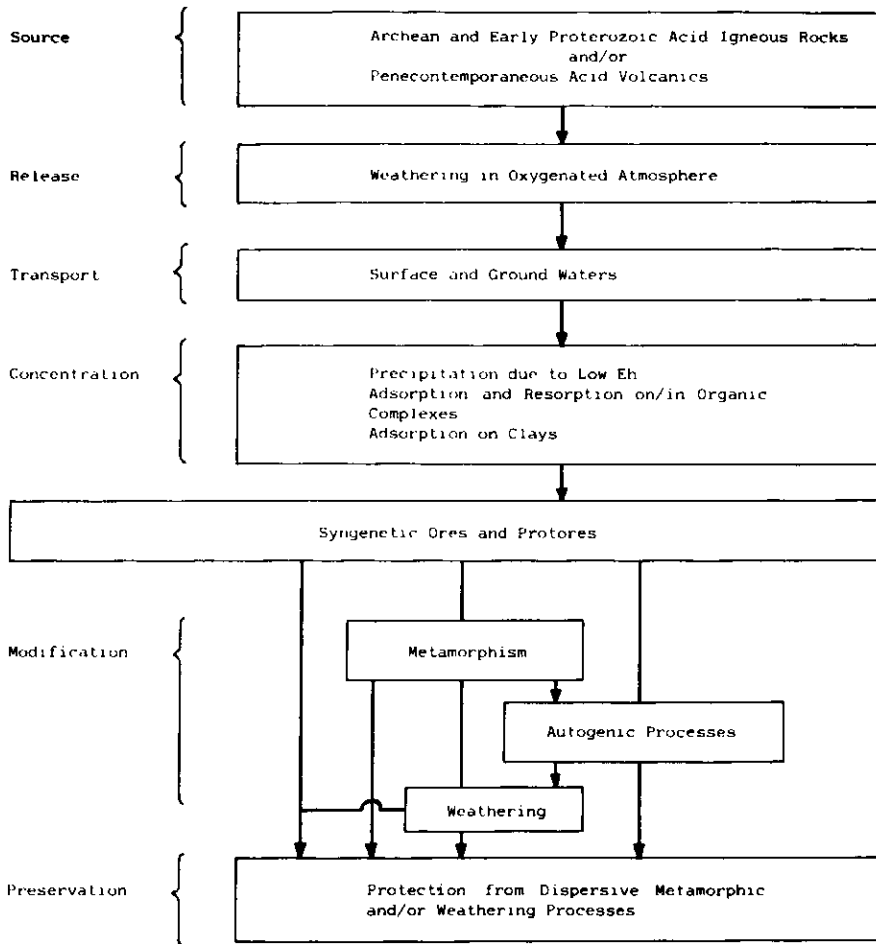 Source
Archean and Early Proterozoic Acid Igneous Rocks
and/or
Penecontemporaneous Acid Volcanics
Release
Weathering in Oxygenated Atmosphere
Transport
Surface and Ground Waters
Concentration
Precipitation due to Low Eh
Adsorption and Resorption on/in Organic
Complexes
Adsorption on Clays
Syngenetic Ores and Protores
Modification
Metamorphism
Autogenic Processes
Weathering
Preservation
Protection from Dispersive Metamorphic
and/or Weathering Processes